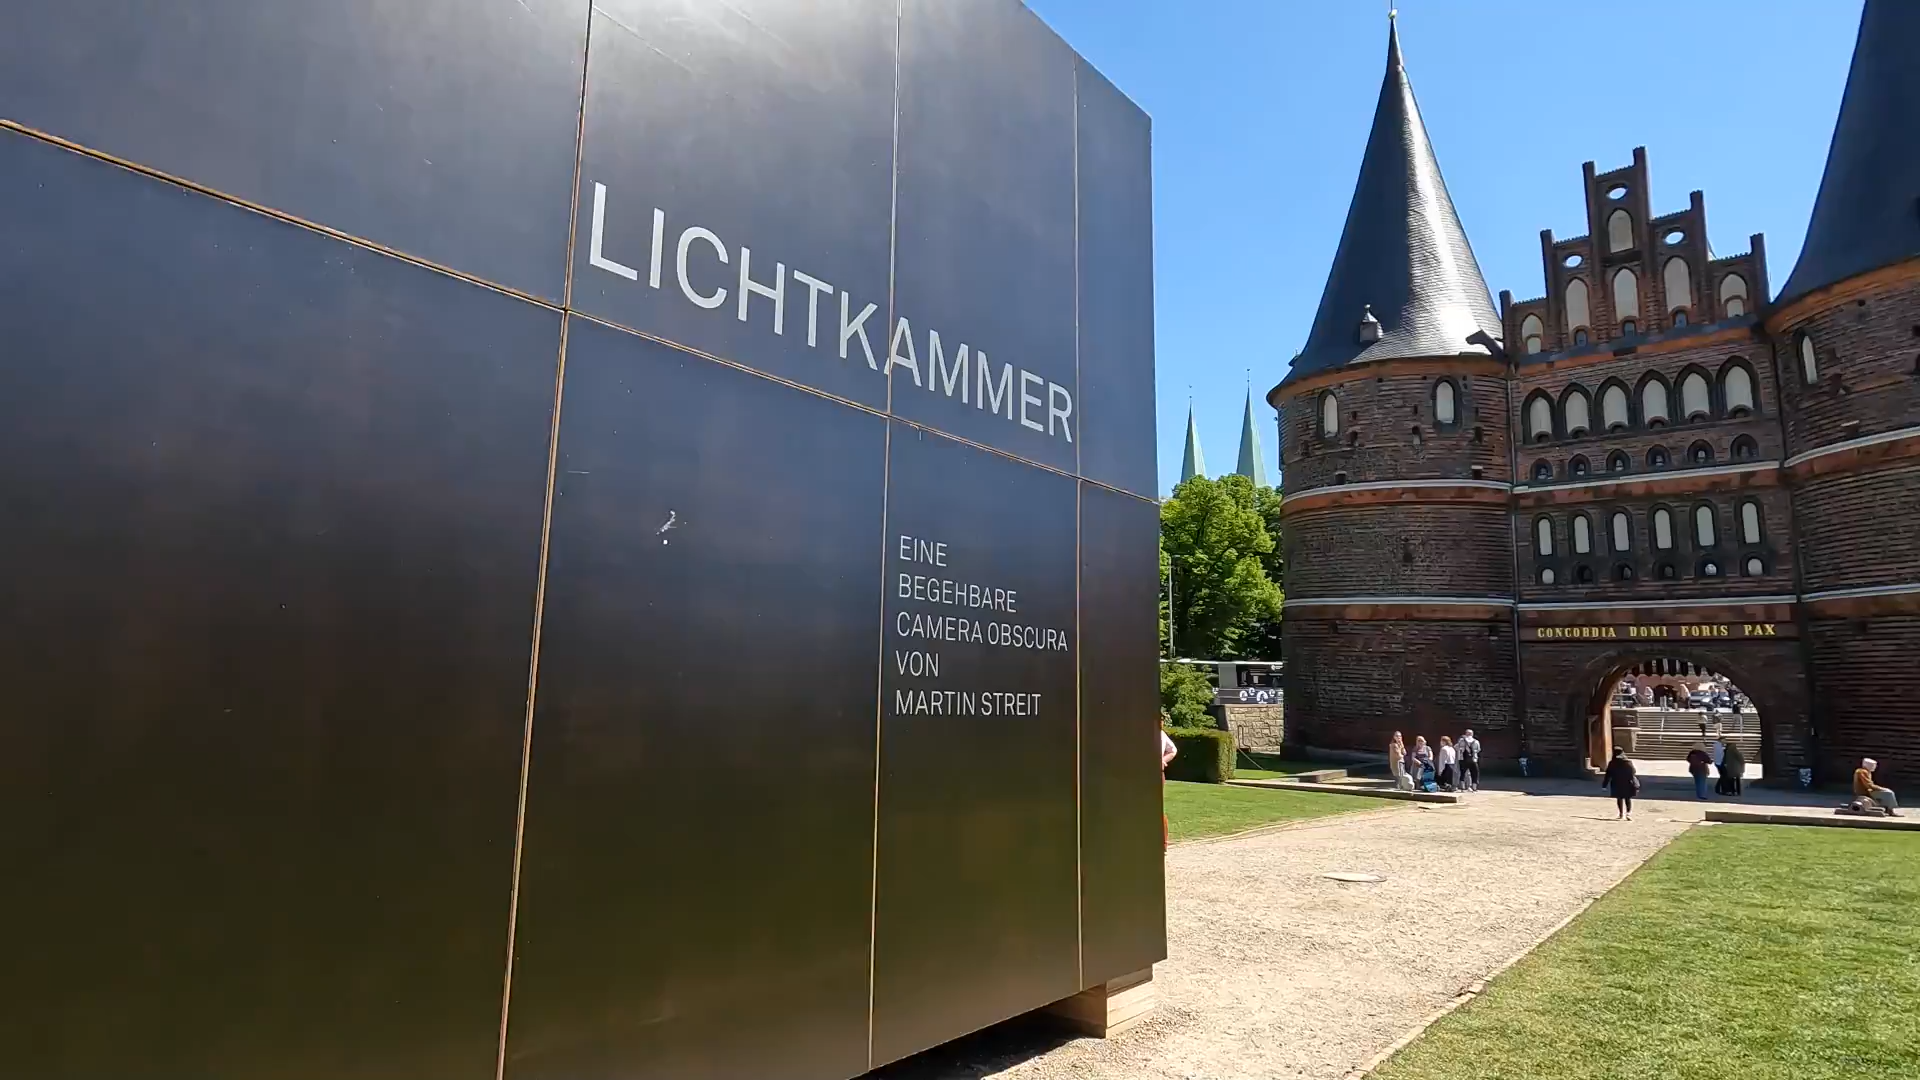 LICHTKAMMER
EINE
BEGEHBARE
CAMERA OBSCURA
VON
MARTIN STREIT
CONCORDIA DOMI FORIS PAX